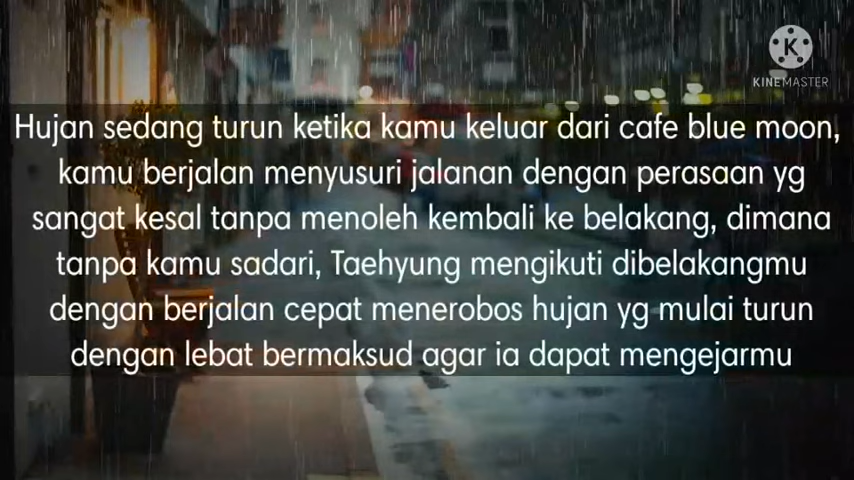 KINEMASTER
Hujan sedang turun ketika kamu keluar dari cafe blue moon,
kamu berjalan menyusuri jalanan dengan perasaan yg
sangat kesal tanpa menoleh kembali ke belakang, dimana
tanpa kamu sadari, Taehyung mengikuti dibelakangmu
dengan berjalan cepat menerobos hujan yg mulai turun
dengan lebat bermaksud agar ia dapat mengejarmu